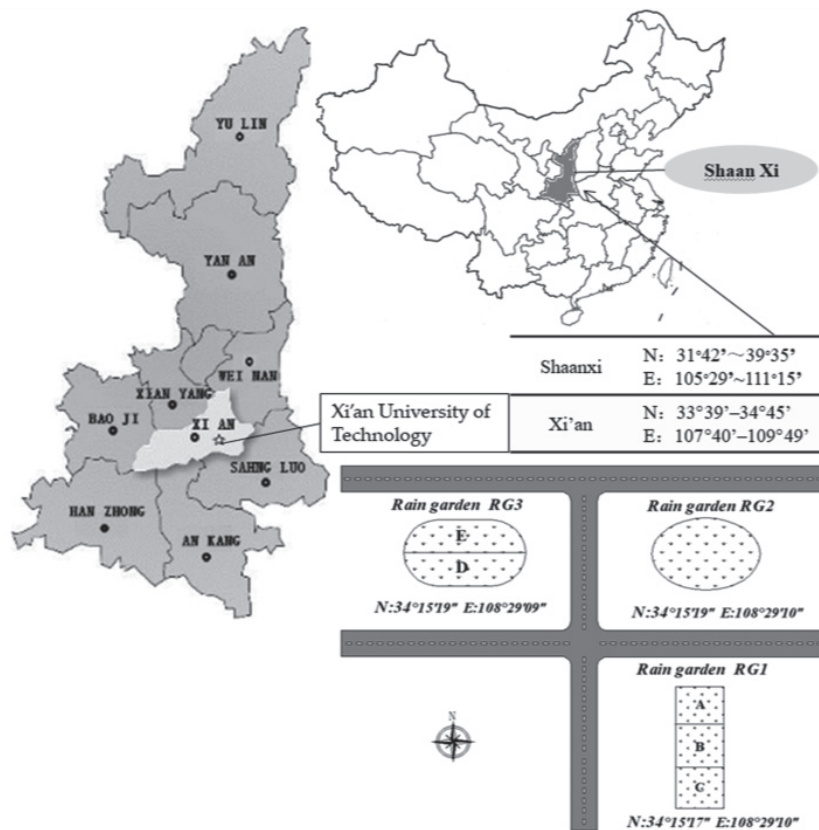 YU LIN
YAN AN
WEI NAN
XIAN YANG
BAO JI
XI AN
SAHNG LUO
HAN ZHONG
AN KANG
Shaan Xi
Shaanxi
N: 31°42’～39°35’
E: 105°29’~111°15’
Xi’an
N: 33°39’–34°45’
E: 107°40’–109°49’
Xi’an University of
Technology
Rain garden RG3
E
D
N:34°15'19" E:108°29'09"
Rain garden RG2
N:34°15'19" E:108°29'10"
Rain garden RG1
A
B
C
N:34°15'17" E:108°29'10"
N